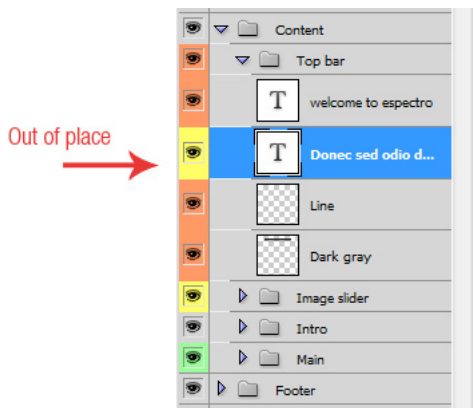 Content
Top bar
T welcome to espectro
Out of place
T Donec sed odio d...
Line
Dark gray
Image slider
Intro
Main
Footer